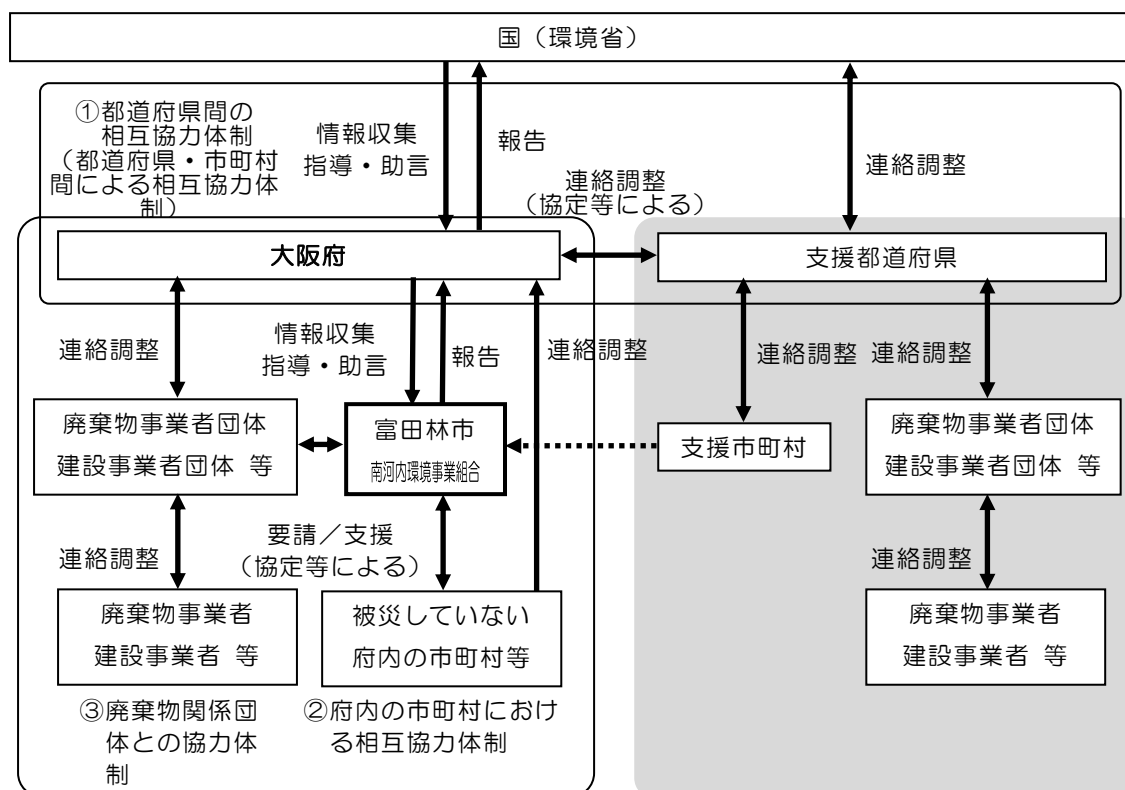 国（環境省）
①都道府県間の
相互協力体制
（都道府県・市町村
間による相互協力体
制）
情報収集
指導・助言
報告
連絡調整
（協定等による）
連絡調整
大阪府
支援都道府県
連絡調整
情報収集
指導・助言
報告
連絡調整
連絡調整
連絡調整
廃棄物事業者団体
建設事業者団体 等
富田林市
南河内環境事業組合
支援市町村
廃棄物事業者団体
建設事業者団体 等
連絡調整
要請／支援
（協定等による）
連絡調整
廃棄物事業者
建設事業者 等
被災していない
府内の市町村等
廃棄物事業者
建設事業者 等
③廃棄物関係団
体との協力体
制
②府内の市町村におけ
る相互協力体制